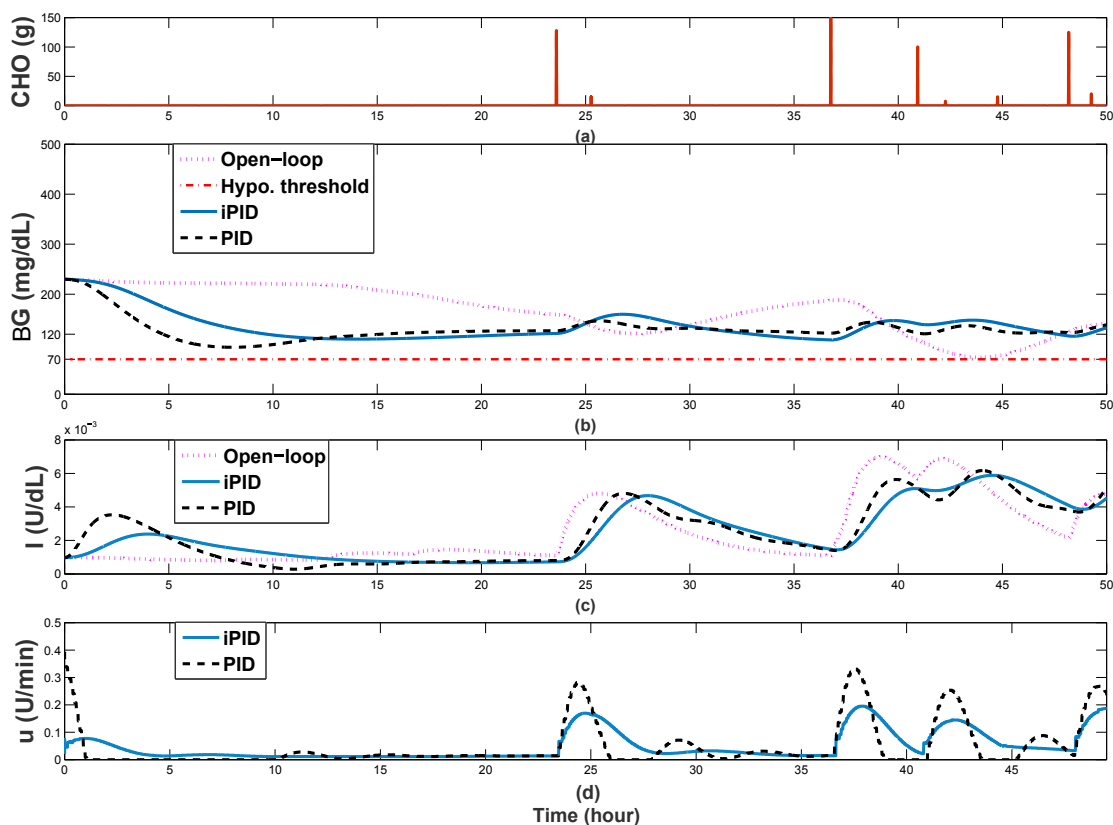 CHO (g)
150
100
50
0
0 5 10 15 20 25 30 35 40 45 50
(a)
BG (mg/dL)
500
400
300
200
120
70
0
Open−loop
Hypo. threshold
iPID
PID
0 5 10 15 20 25 30 35 40 45 50
(b)
x 10⁻³
I (U/dL)
8
6
4
2
0
Open−loop
iPID
PID
0 5 10 15 20 25 30 35 40 45 50
(c)
u (U/min)
0.5
0.4
0.3
0.2
0.1
0
iPID
PID
0 5 10 15 20 25 30 35 40 45
(d)
Time (hour)